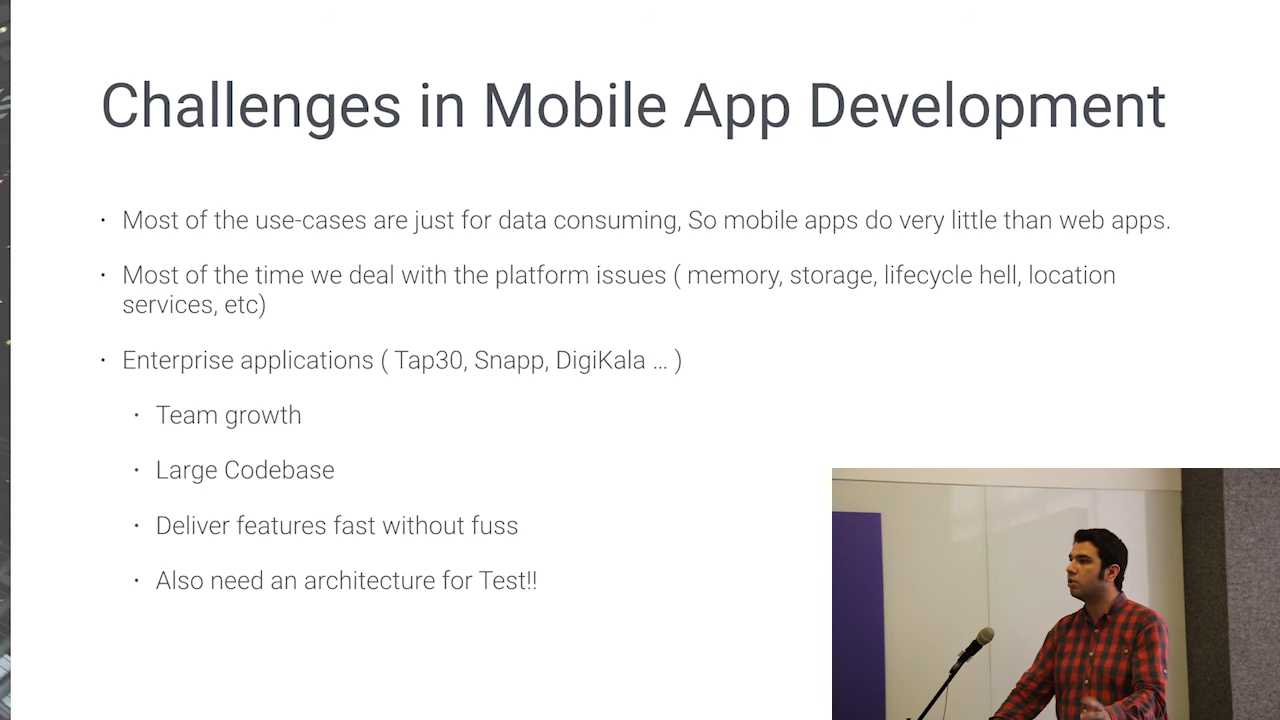 Challenges in Mobile App Development
· Most of the use-cases are just for data consuming, So mobile apps do very little than web apps.
· Most of the time we deal with the platform issues ( memory, storage, lifecycle hell, location
services, etc)
· Enterprise applications ( Tap30, Snapp, DigiKala ... )
· Team growth
· Large Codebase
· Deliver features fast without fuss
· Also need an architecture for Test!!